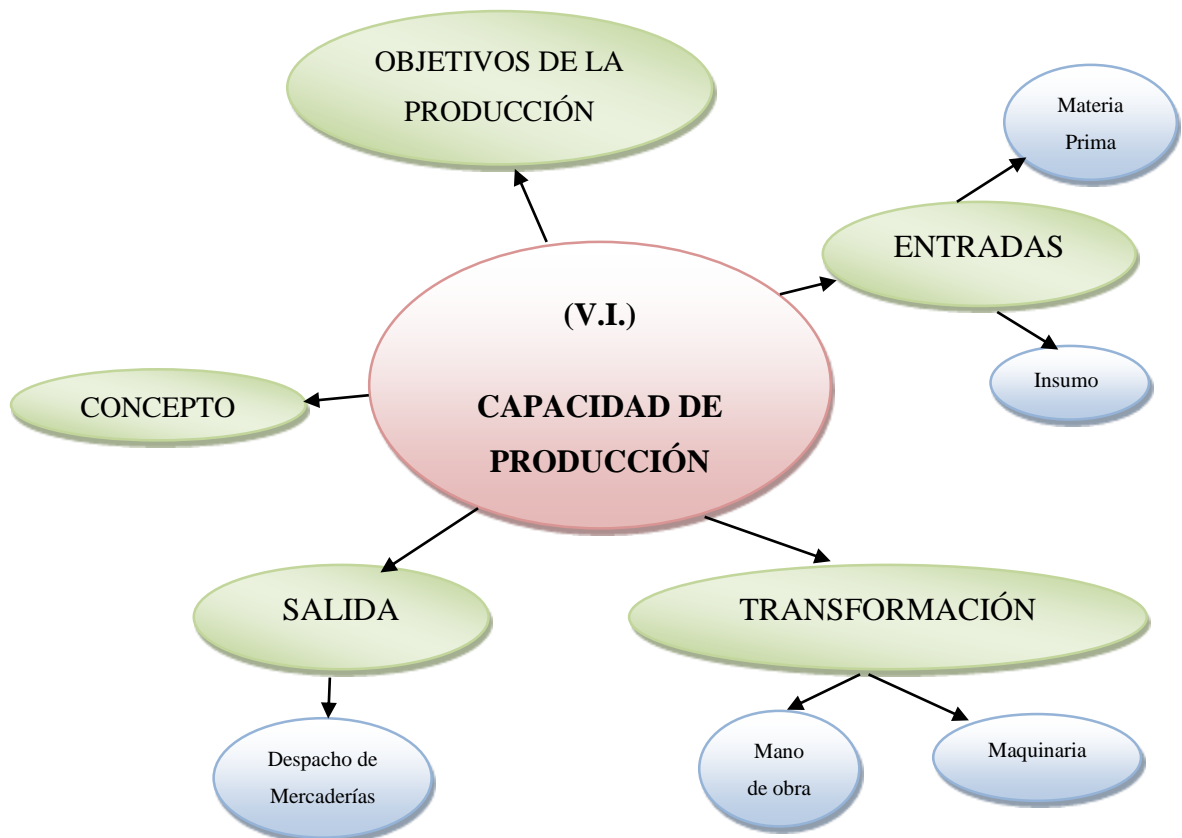 OBJETIVOS DE LA
PRODUCCIÓN
Materia
Prima
ENTRADAS
Insumo
(V.I.)
CAPACIDAD DE
PRODUCCIÓN
CONCEPTO
SALIDA
Despacho de
Mercaderías
TRANSFORMACIÓN
Mano
de obra
Maquinaria